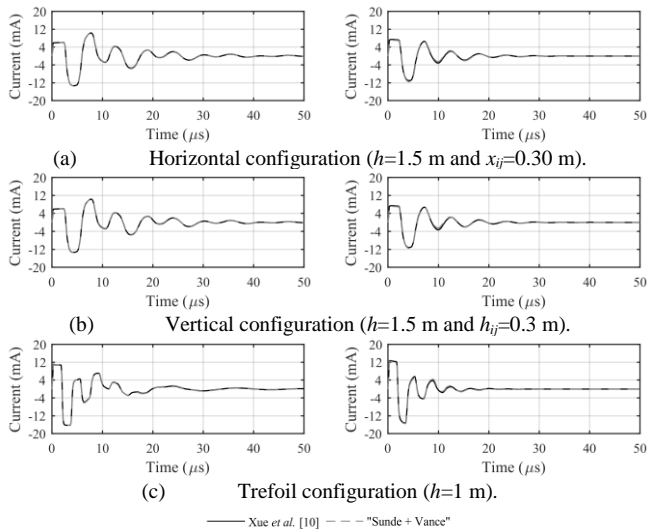 20
12
4
-4
-12
-20
Current (mA)
0 10 20 30 40 50
Time (μs)
20
12
4
-4
-12
-20
Current (mA)
0 10 20 30 40 50
Time (μs)
(a) Horizontal configuration (h=1.5 m and xij=0.30 m).
20
12
4
-4
-12
-20
Current (mA)
0 10 20 30 40 50
Time (μs)
20
12
4
-4
-12
-20
Current (mA)
0 10 20 30 40 50
Time (μs)
(b) Vertical configuration (h=1.5 m and hij=0.3 m).
20
12
4
-4
-12
-20
Current (mA)
0 10 20 30 40 50
Time (μs)
20
12
4
-4
-12
-20
Current (mA)
0 10 20 30 40 50
Time (μs)
(c) Trefoil configuration (h=1 m).
Xue et al. [10] "Sunde + Vance"